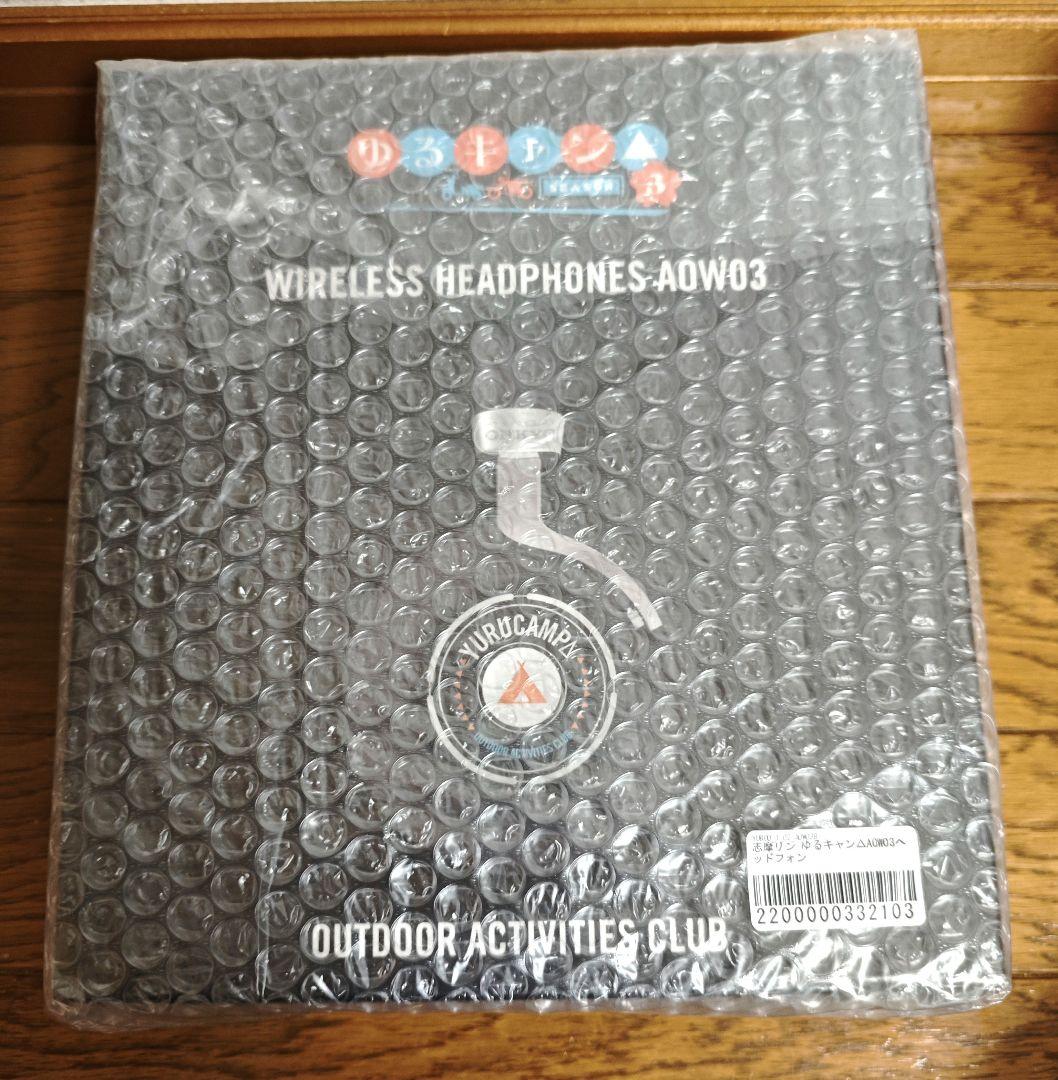 ゆるキャン△
SEASON 3
WIRELESS HEADPHONES-AOW03
ONKYO
YURUCAMP△
OUTDOOR ACTIVITIES CLUB
志摩リン ゆるキャン△AOW03ヘ
ッドフォン
2200000332103
OUTDOOR ACTIVITIES CLUB